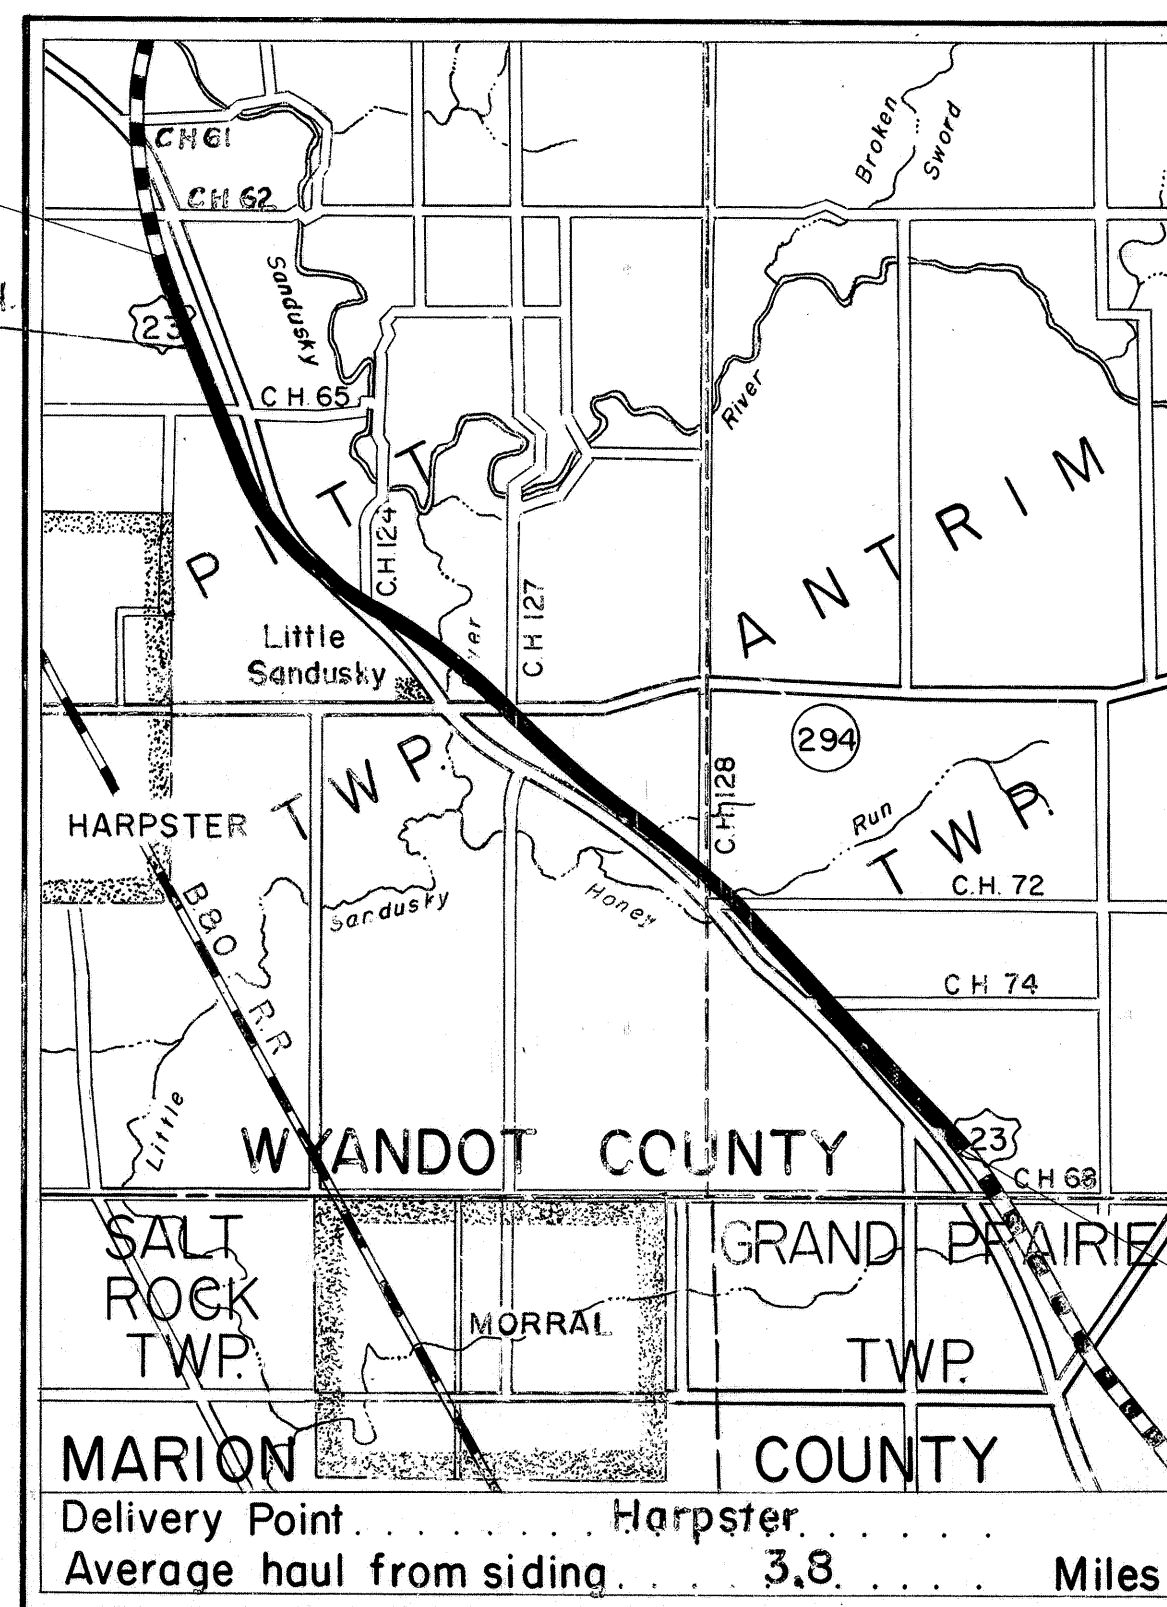 Broken
Sword
CH 61
CH 62
Sandusky
23
C H 65
River
PITT
ANTRIM
C.H. 124
C.H. 127
Little
Sandusky
294
TWP.
C.H. 128
HARPSTER
Run
TWP.
C.H. 72
B&O R.R
Sandusky
Honey
C H 74
Little
23
WYANDOT COUNTY
C H 68
SALT
ROCK
TWP.
GRAND PRAIRIE
TWP.
MORRAL
MARION COUNTY
Delivery Point. . . . . . . . . Harpster. . . . . . .
Average haul from siding. . . . 3.8. . . . . Miles